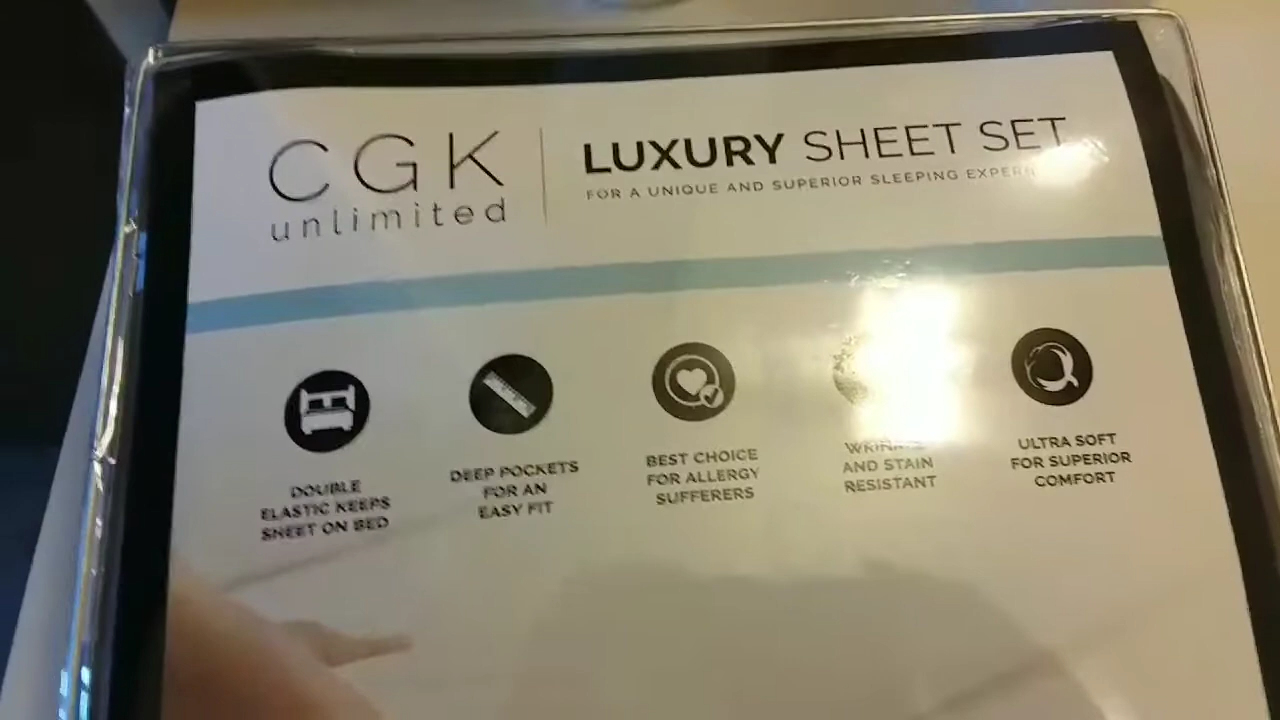 CGK
unlimited
LUXURY SHEET SET
FOR A UNIQUE AND SUPERIOR SLEEPING
DOUBLE
ELASTIC KEEPS
SHEET ON BED
DEEP POCKETS
FOR AN
EASY FIT
BEST CHOICE
FOR ALLERGY
SUFFERERS
AND STAIN
RESISTANT
ULTRA SOFT
FOR SUPERIOR
COMFORT